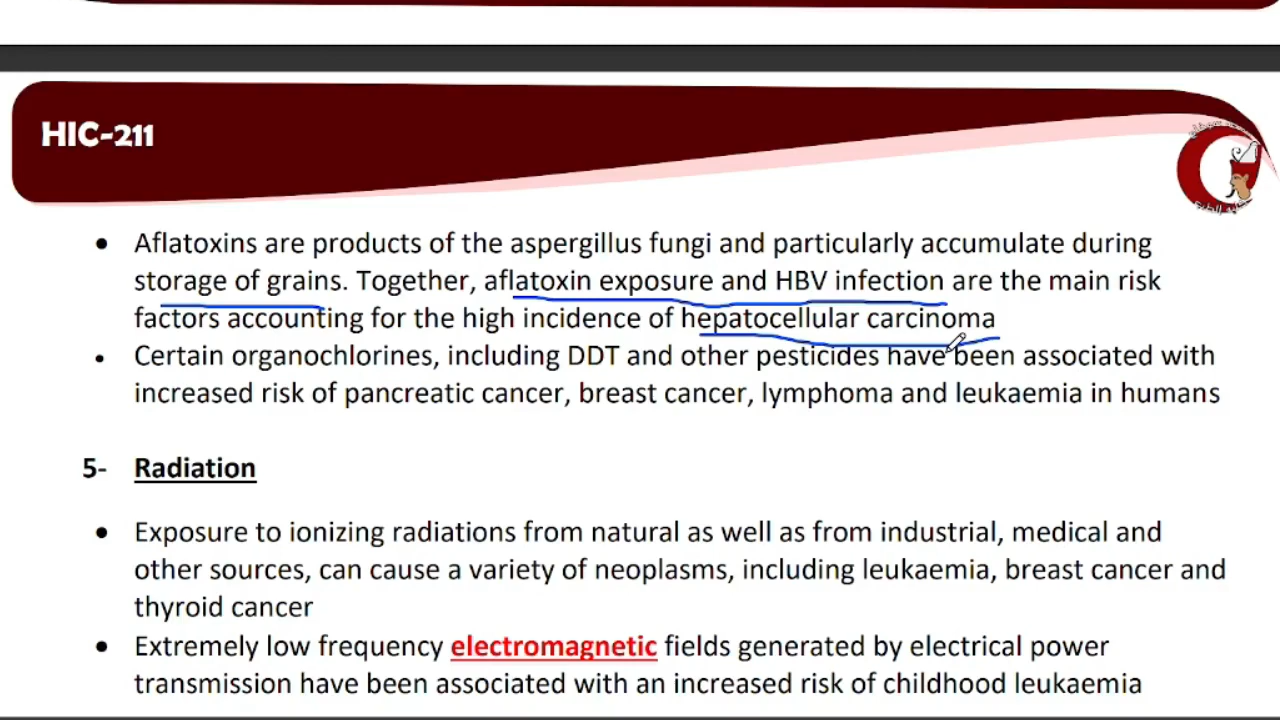 HIC-211
• Aflatoxins are products of the aspergillus fungi and particularly accumulate during
storage of grains. Together, aflatoxin exposure and HBV infection are the main risk
factors accounting for the high incidence of hepatocellular carcinoma
• Certain organochlorines, including DDT and other pesticides have been associated with
increased risk of pancreatic cancer, breast cancer, lymphoma and leukaemia in humans
5- Radiation
• Exposure to ionizing radiations from natural as well as from industrial, medical and
other sources, can cause a variety of neoplasms, including leukaemia, breast cancer and
thyroid cancer
• Extremely low frequency electromagnetic fields generated by electrical power
transmission have been associated with an increased risk of childhood leukaemia